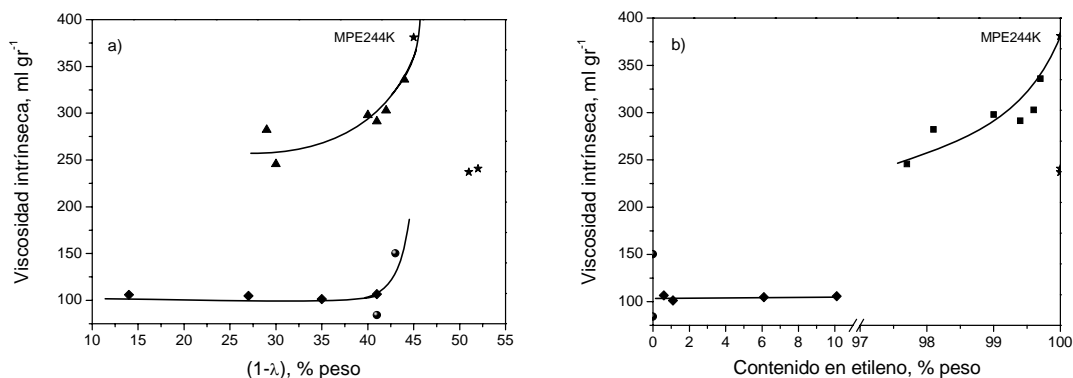 a)
MPE244K
Viscosidad intrínseca, ml gr⁻¹
400
350
300
250
200
150
100
10 15 20 25 30 35 40 45 50 55
(1-λ), % peso
b)
MPE244K
Viscosidad intrínseca, ml gr⁻¹
400
350
300
250
200
150
100
0 2 4 6 8 10 97 98 99 100
Contenido en etileno, % peso